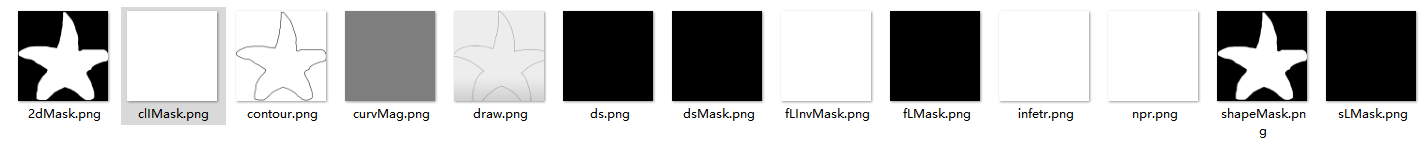 2dMask.png
clIMask.png
contour.png
curvMag.png
draw.png
ds.png
dsMask.png
fLInvMask.png
fLMask.png
infetr.png
npr.png
shapeMask.pn
g
sLMask.png